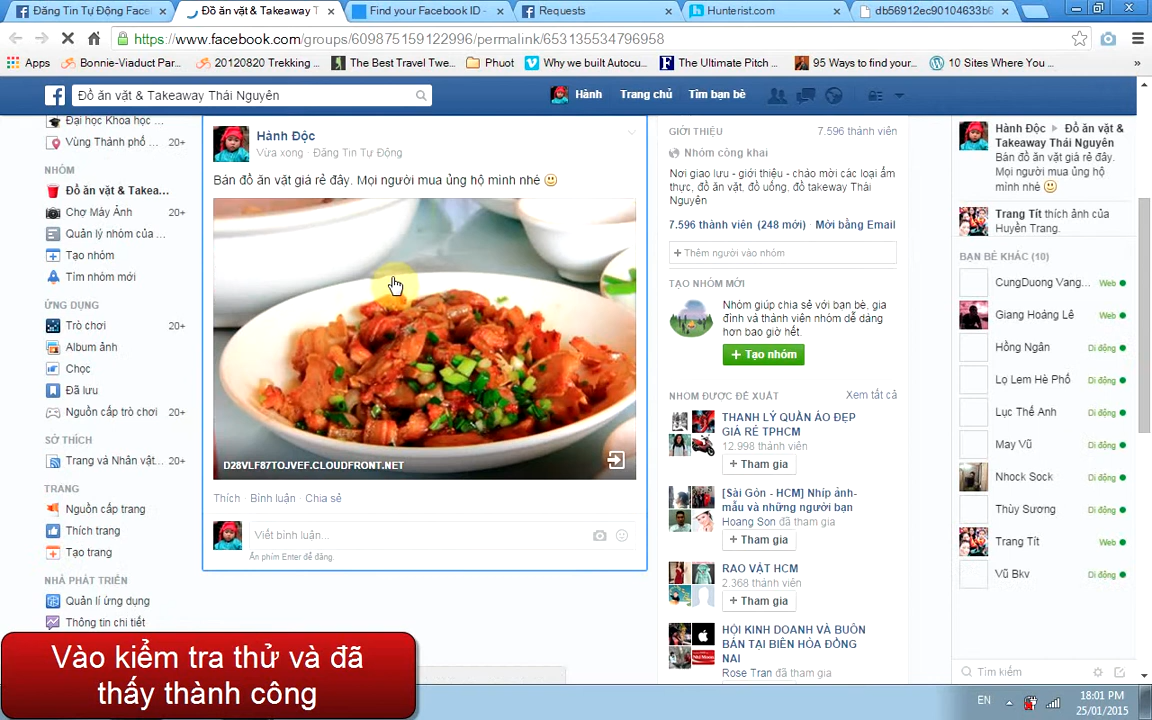 Đăng Tin Tự Động Faceb
Đồ ăn vặt & Takeaway T
Find your Facebook ID -
Requests
Hunterist.com
db56912ec90104633b
https://www.facebook.com/groups/609875159122996/permalink/653135534796958
Apps
Bonnie-Viaduct Par...
20120820 Trekking ...
The Best Travel Twe...
Phuot
Why we built Autocu...
The Ultimate Pitch ...
95 Ways to find your...
10 Sites Where You ...
»
Đồ ăn vặt & Takeaway Thái Nguyên
Hành
Trang chủ
Tìm bạn bè
Đại học Khoa học ...
Vùng Thành phố ...
20+
NHÓM
Đồ ăn vặt & Takea...
Chợ Máy Ảnh
20+
Quản lý nhóm của ...
Tạo nhóm
Tìm nhóm mới
ỨNG DỤNG
Trò chơi
20+
Album ảnh
Chọc
Đã lưu
Nguồn cấp trò chơi
20+
SỞ THÍCH
Trang và Nhân vật...
20+
TRANG
Nguồn cấp trang
Thích trang
Tạo trang
NHÀ PHÁT TRIỂN
Quản lí ứng dụng
Thông tin chi tiết
Hành Độc
Vừa xong · Đăng Tin Tự Động
Bán đồ ăn vặt giá rẻ đây. Mọi người mua ủng hộ mình nhé
D28VLF87TOJVEF.CLOUDFRONT.NET
Thích · Bình luận · Chia sẻ
Viết bình luận...
Ấn phím Enter để đăng.
GIỚI THIỆU
7.596 thành viên
Nhóm công khai
Nơi giao lưu - giới thiệu - chào mời các loại ẩm
thực, đồ ăn vặt, đồ uống, đồ takeway Thái
Nguyên
7.596 thành viên (248 mới) · Mời bằng Email
+ Thêm người vào nhóm
TẠO NHÓM MỚI
Nhóm giúp chia sẻ với bạn bè, gia
đình và thành viên nhóm dễ dàng
hơn bao giờ hết.
+ Tạo nhóm
NHÓM ĐƯỢC ĐỀ XUẤT
Xem tất cả
THANH LÝ QUẦN ÁO ĐẸP
GIÁ RẺ TPHCM
12.998 thành viên
+ Tham gia
[Sài Gòn - HCM] Nhíp ảnh-
mẫu và những người bạn
Hoang Son đã tham gia
+ Tham gia
RAO VẶT HCM
2.368 thành viên
+ Tham gia
HỘI KINH DOANH VÀ BUÔN
BÁN TẠI BIÊN HÒA ĐỒNG
NAI
Rose Tran đã tham gia
Hành Độc ▸ Đồ ăn vặt &
Takeaway Thái Nguyên
Bán đồ ăn vặt giá rẻ đây.
Mọi người mua ủng hộ
mình nhé
Trang Tít thích ảnh của
Huyền Trang.
BẠN BÈ KHÁC (10)
CungDuong Vang...
Web
Giang Hoàng Lê
Web
Hồng Ngân
Di động
Lọ Lem Hè Phố
Di động
Lục Thế Anh
Di động
May Vũ
Di động
Nhock Sock
Di động
Thùy Sương
Di động
Trang Tít
Web
Vũ Bkv
Di động
Tìm kiếm
Vào kiểm tra thử và đã
thấy thành công
EN
18:01 PM
25/01/2015